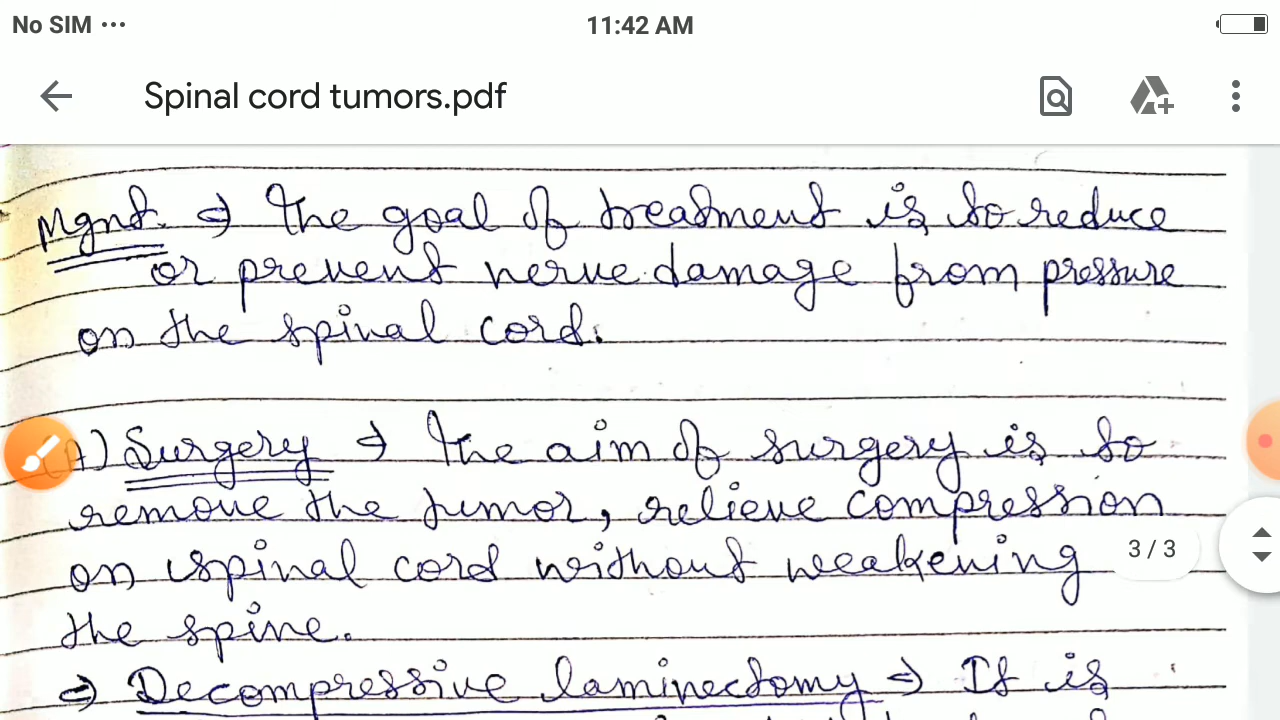 No SIM ...
11:42 AM
Spinal cord tumors.pdf
Mgnt. ⇒ The goal of treatment is to reduce
or prevent nerve damage from pressure
on the spinal cord.
Surgery ⇒ The aim of surgery is to
remove the tumor, relieve compression
on spinal cord without weakening
3/3
the spine.
⇒ Decompressive laminectomy ⇒ It is